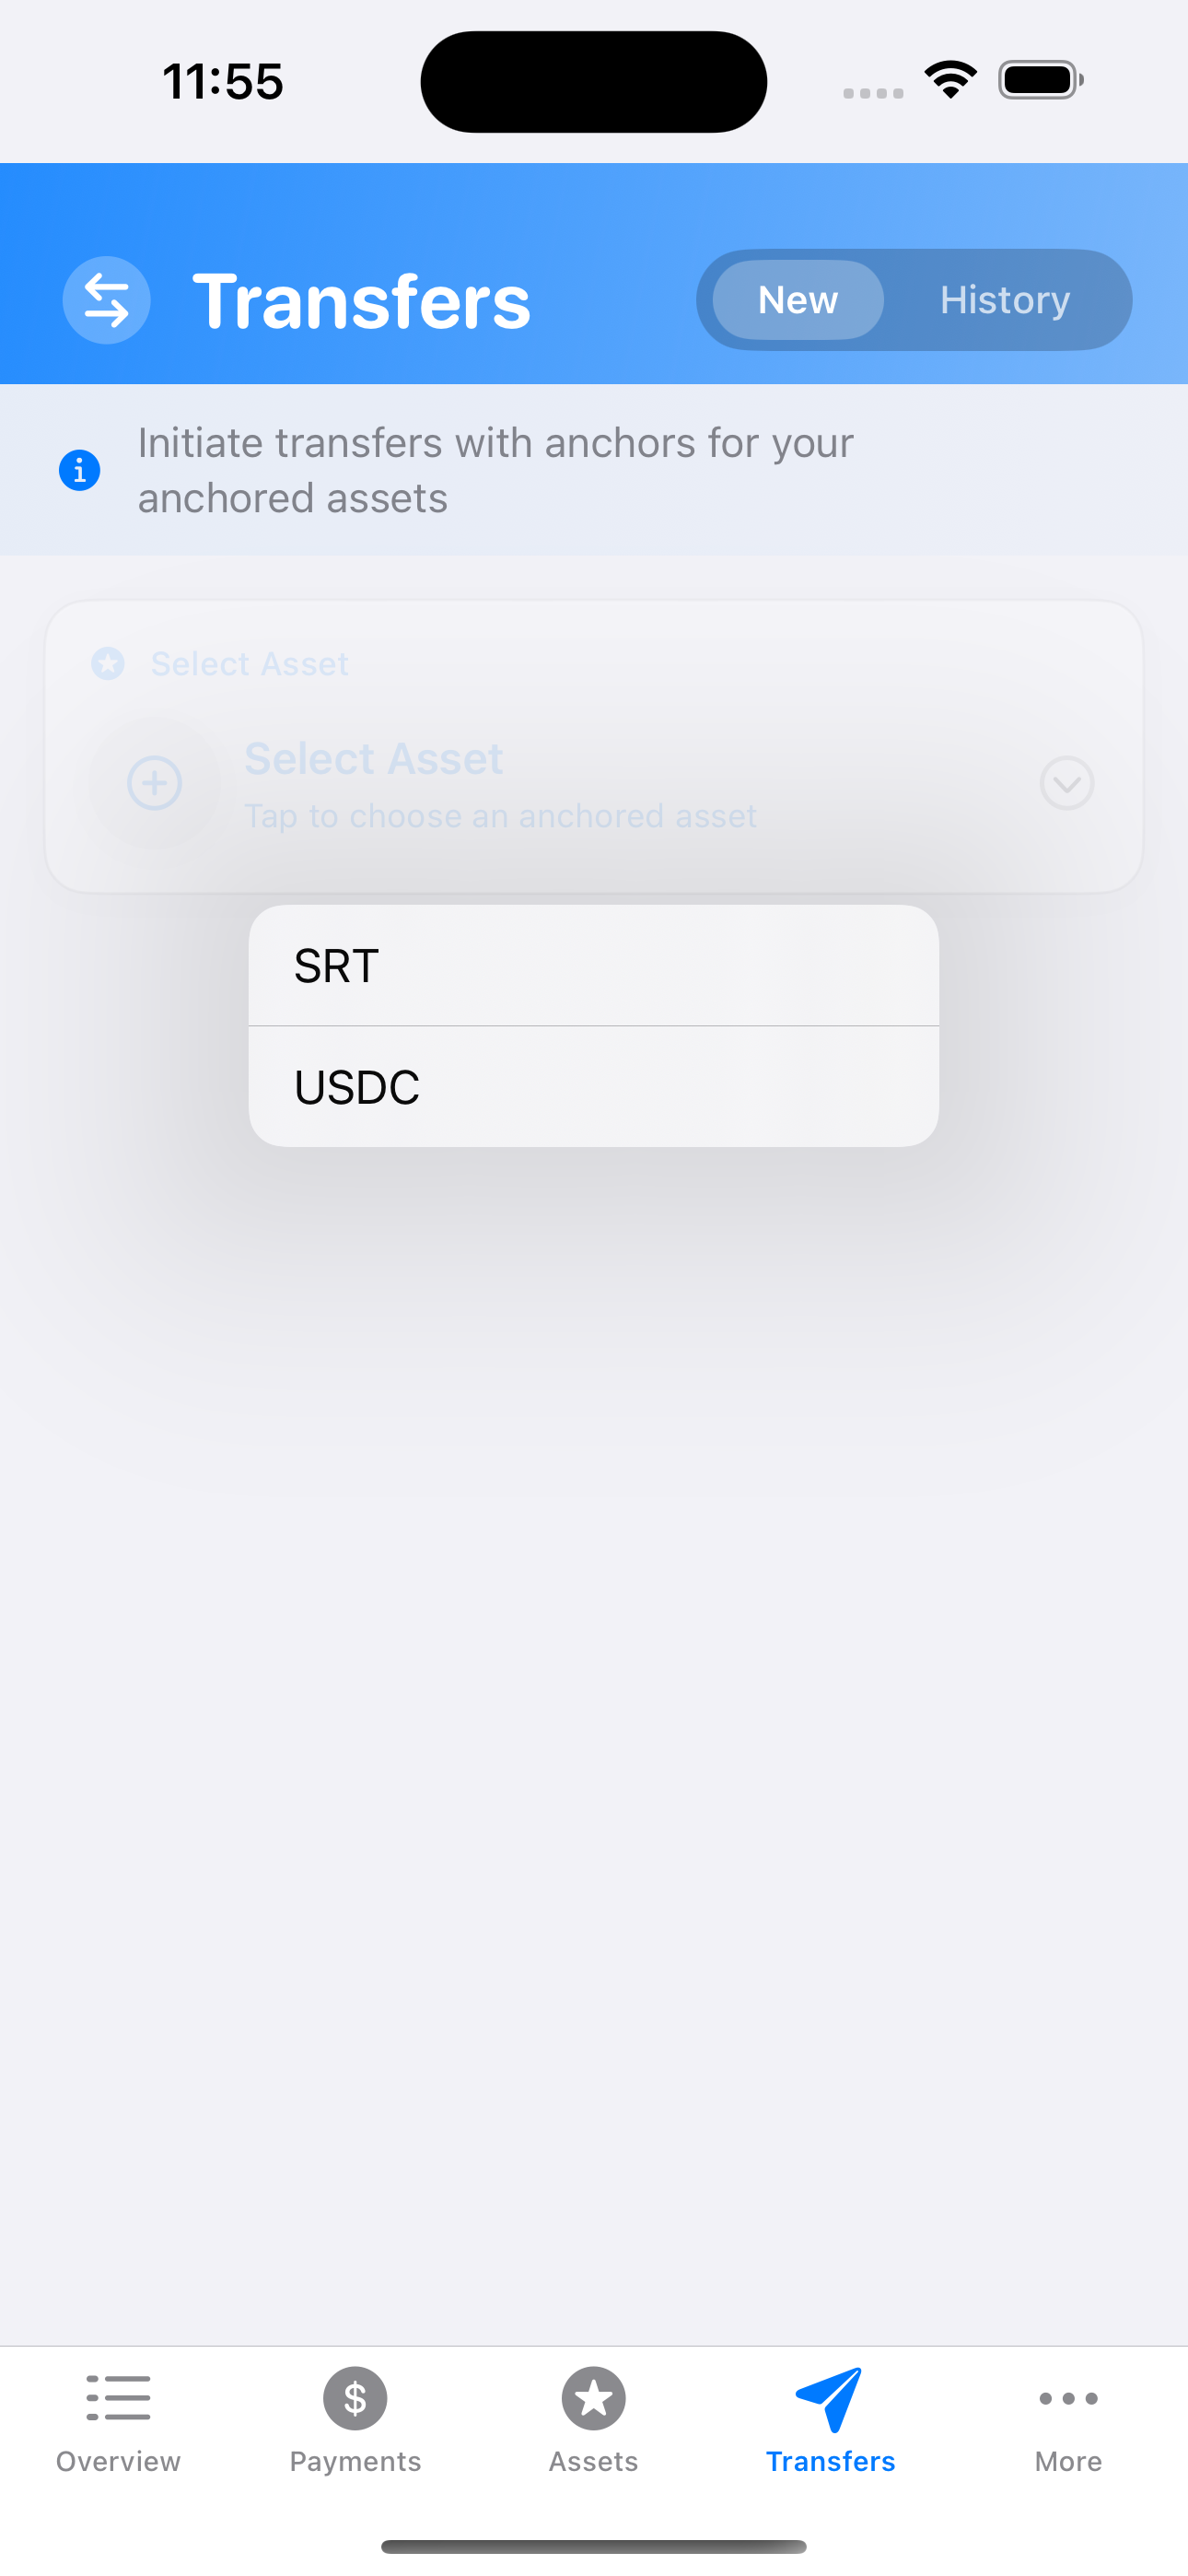 11:55
Transfers
New
History
Initiate transfers with anchors for your
anchored assets
Select Asset
Select Asset
Tap to choose an anchored asset
SRT
USDC
Overview
Payments
Assets
Transfers
More